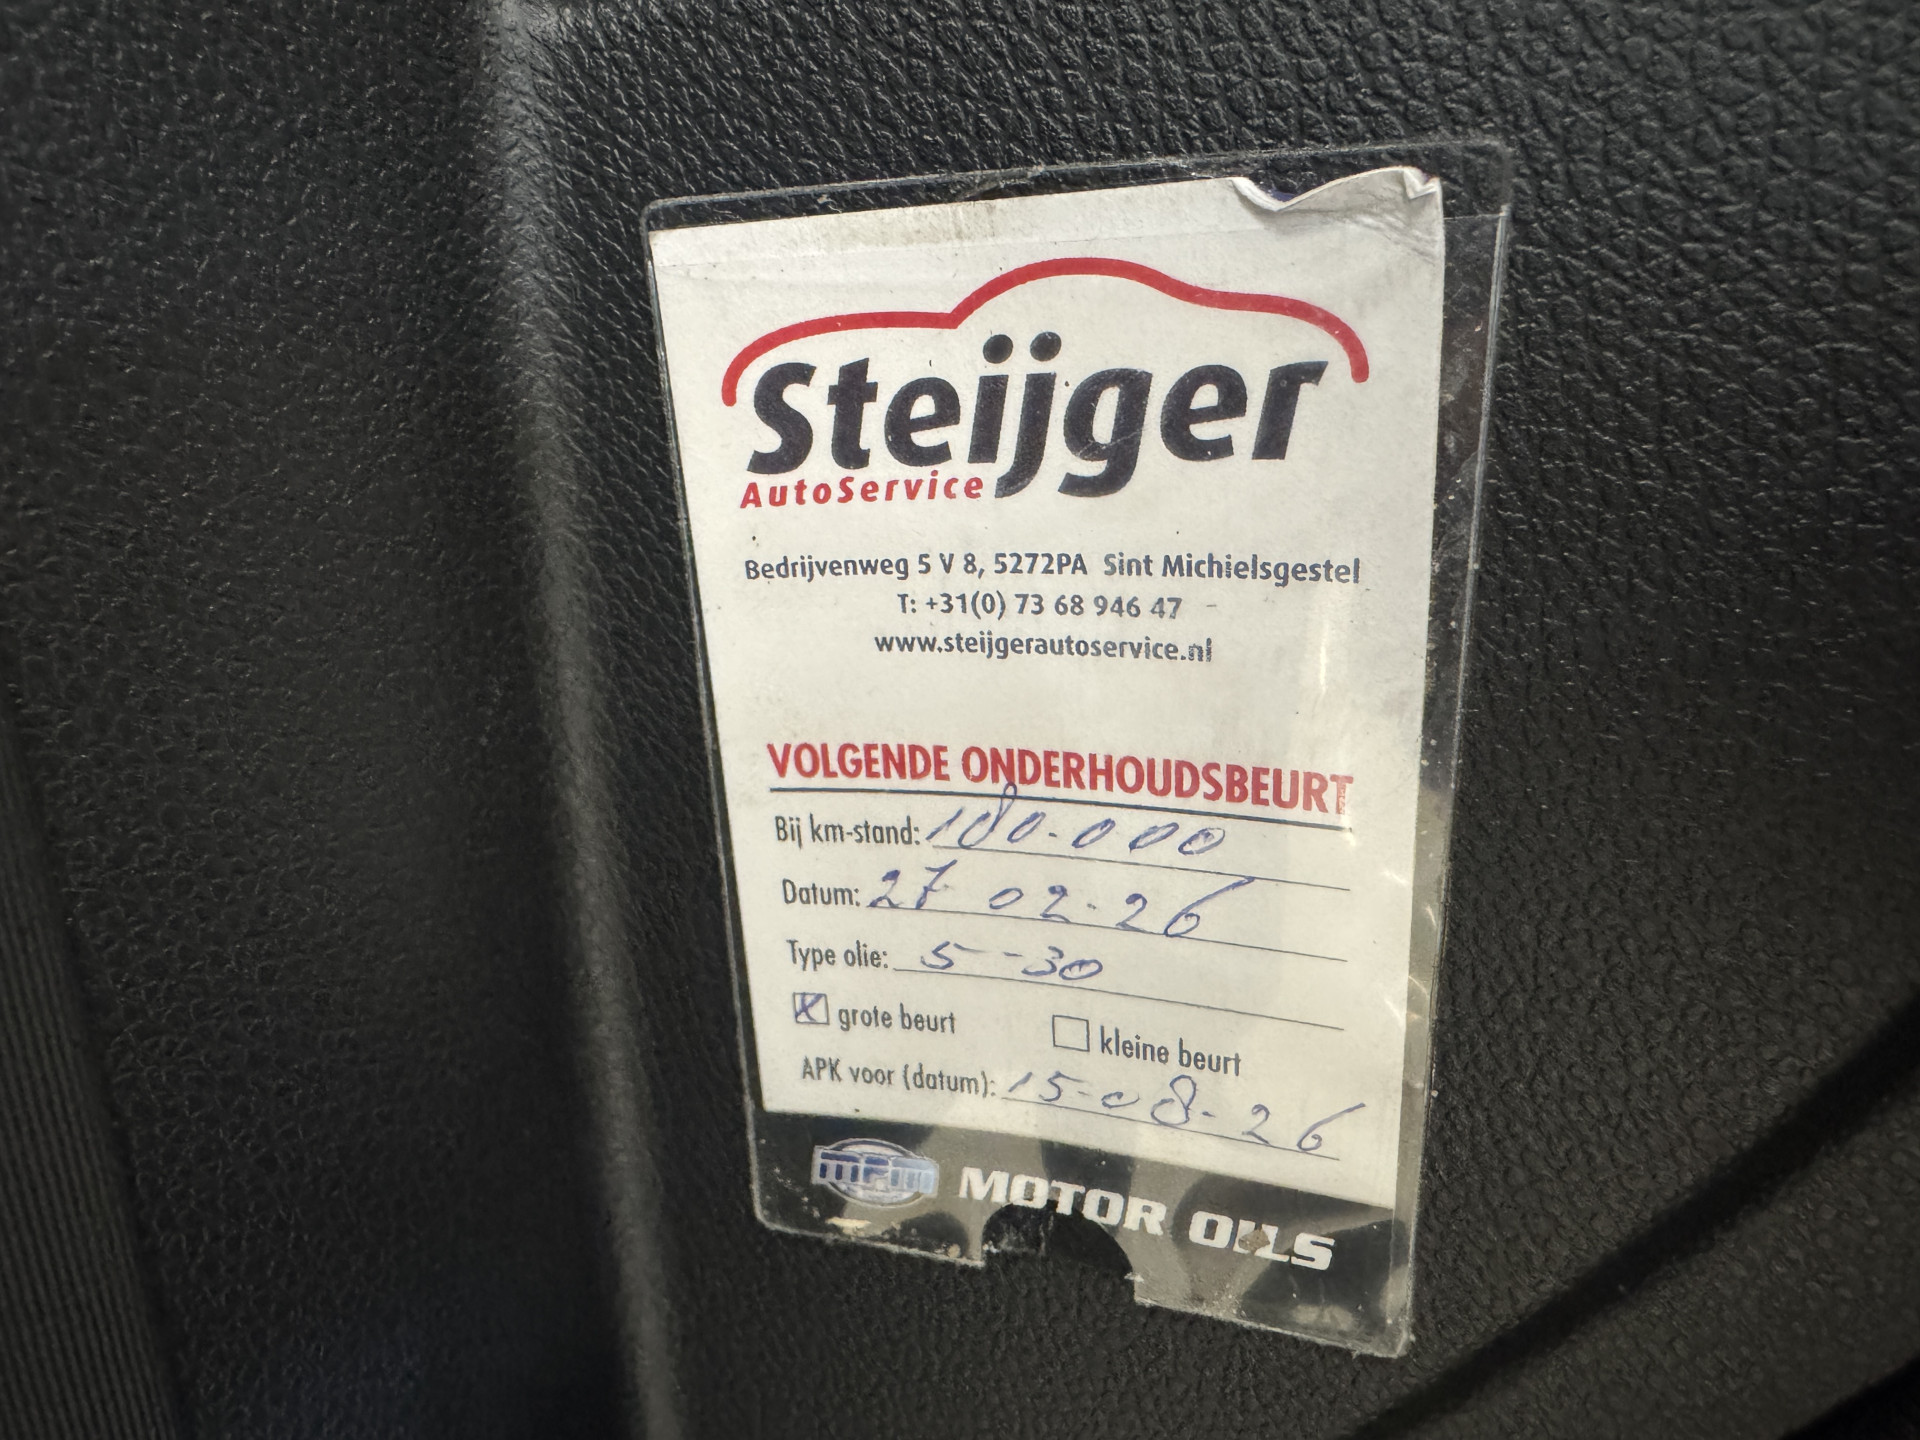 Steijger
AutoService
Bedrijvenweg 5 V 8, 5272PA Sint Michielsgestel
T: +31(0) 73 68 946 47
www.steijgerautoservice.nl
VOLGENDE ONDERHOUDSBEURT
Bij km-stand: 180.000
Datum: 27 02-26
Type olie: 5-30
grote beurt kleine beurt
APK voor (datum): 15-08-26
mpm MOTOR OILS